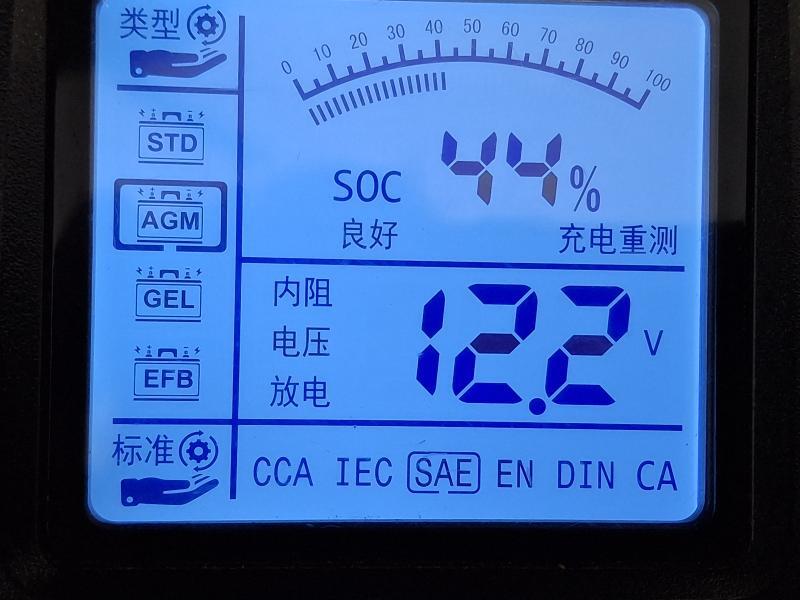 类型
0 10 20 30 40 50 60 70 80 90 100
STD
AGM
GEL
EFB
SOC 44%
良好 充电重测
内阻
电压
放电
12.2 V
标准
CCA IEC SAE EN DIN CA